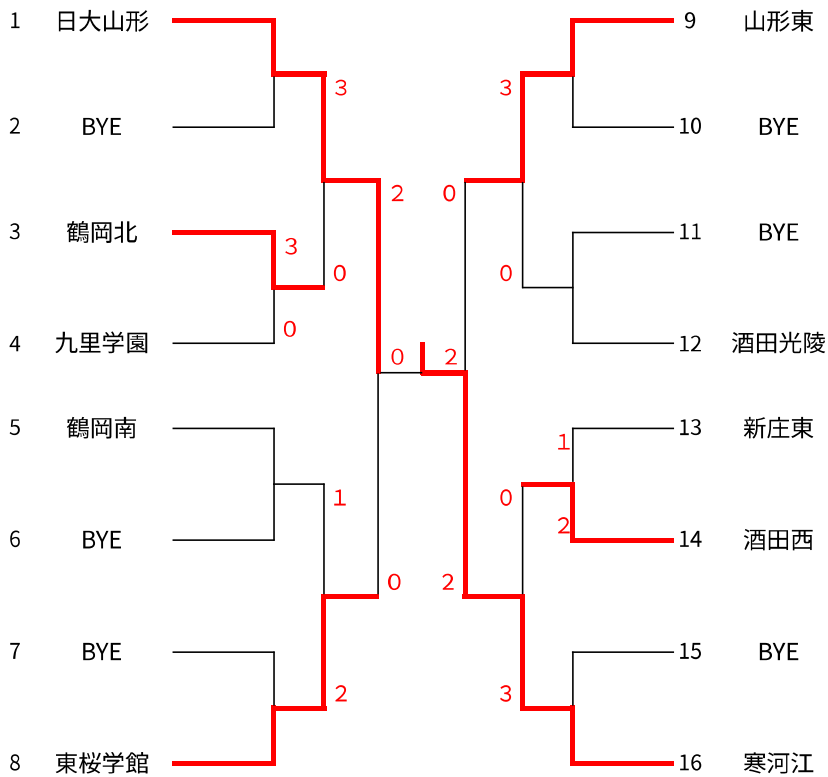 1 日大山形
2 BYE
3 鶴岡北
4 九里学園
5 鶴岡南
6 BYE
7 BYE
8 東桜学館
3
2
3
0
0
0
1
0
2
9 山形東
10 BYE
11 BYE
12 酒田光陵
13 新庄東
14 酒田西
15 BYE
16 寒河江
3
0
0
2
1
0
2
2
3